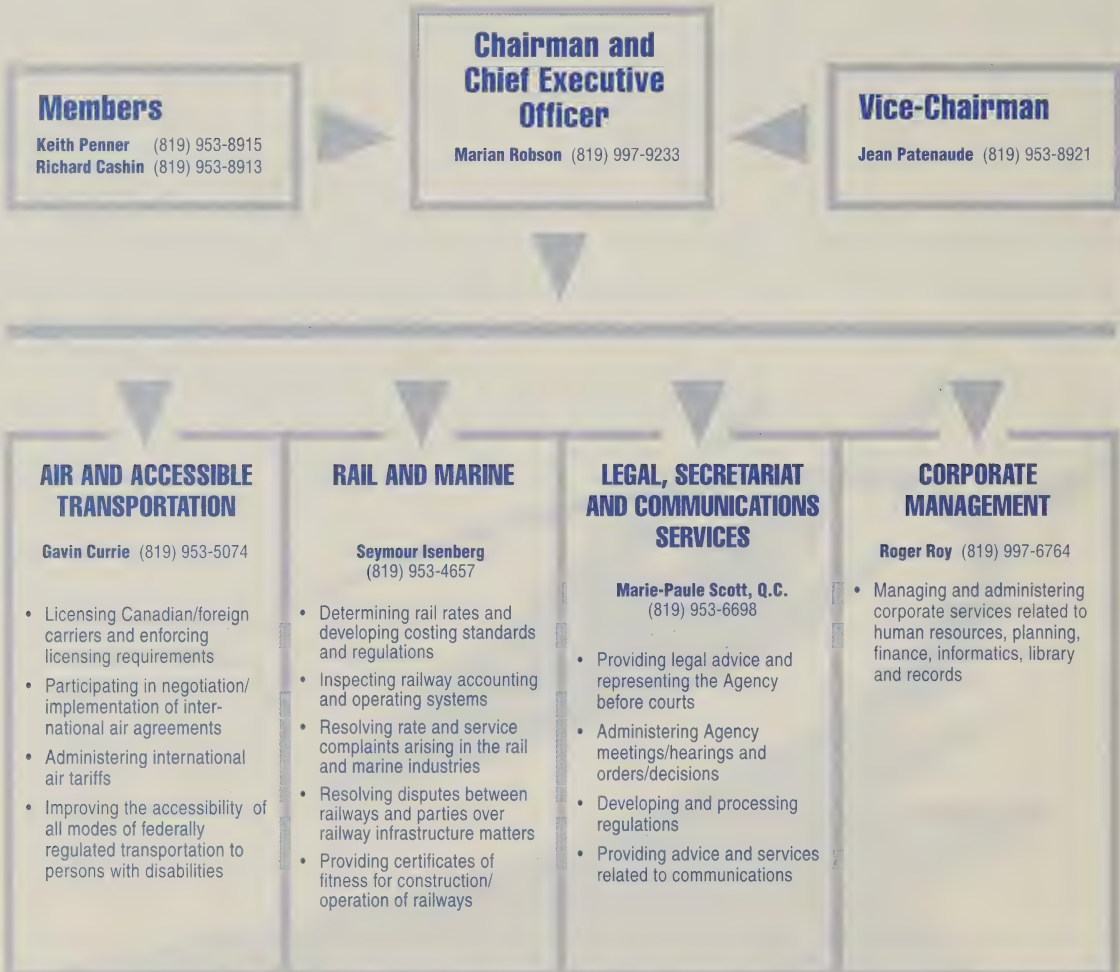 Chairman and
Chief Executive
Officer
Marian Robson (819) 997-9233
Members
Keith Penner (819) 953-8915
Richard Cashin (819) 953-8913
Vice-Chairman
Jean Patenaude (819) 953-8921
AIR AND ACCESSIBLE
TRANSPORTATION
Gavin Currie (819) 953-5074
• Licensing Canadian/foreign
carriers and enforcing
licensing requirements
• Participating in negotiation/
implementation of inter-
national air agreements
• Administering international
air tariffs
• Improving the accessibility of
all modes of federally
regulated transportation to
persons with disabilities
RAIL AND MARINE
Seymour Isenberg
(819) 953-4657
• Determining rail rates and
developing costing standards
and regulations
• Inspecting railway accounting
and operating systems
• Resolving rate and service
complaints arising in the rail
and marine industries
• Resolving disputes between
railways and parties over
railway infrastructure matters
• Providing certificates of
fitness for construction/
operation of railways
LEGAL, SECRETARIAT
AND COMMUNICATIONS
SERVICES
Marie-Paule Scott, Q.C.
(819) 953-6698
• Providing legal advice and
representing the Agency
before courts
• Administering Agency
meetings/hearings and
orders/decisions
• Developing and processing
regulations
• Providing advice and services
related to communications
CORPORATE
MANAGEMENT
Roger Roy (819) 997-6764
• Managing and administering
corporate services related to
human resources, planning,
finance, informatics, library
and records